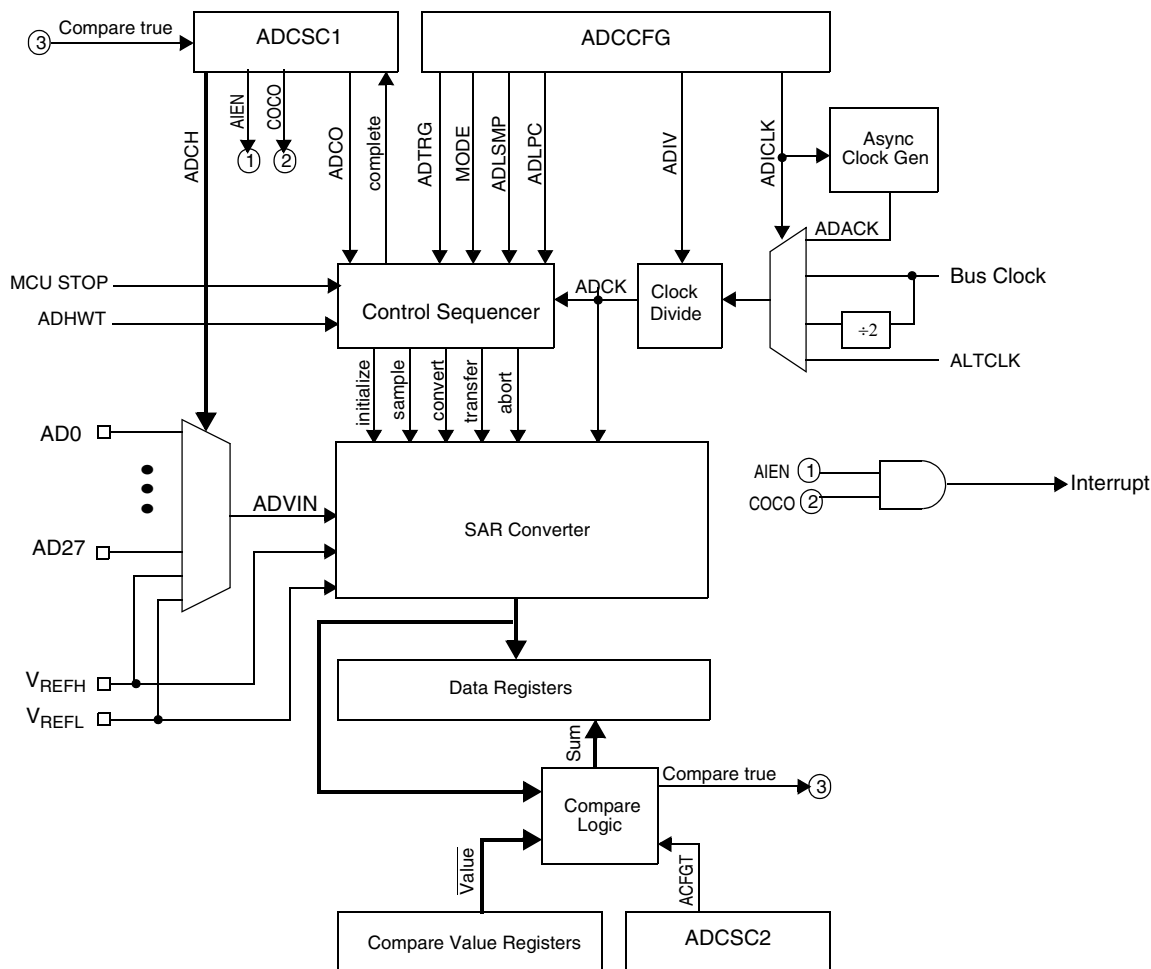 3 Compare true
ADCSC1
ADCCFG
ADCH
AIEN
COCO
ADCO
complete
ADTRG
MODE
ADLSMP
ADLPC
ADIV
ADICLK
Async
Clock Gen
1
2
ADACK
MCU STOP
ADHWT
Control Sequencer
ADCK
Clock
Divide
Bus Clock
÷2
ALTCLK
initialize
sample
convert
transfer
abort
AD0
AD27
ADVIN
SAR Converter
AIEN 1
COCO 2
Interrupt
VREFH
VREFL
Data Registers
Sum
Compare true
3
Compare
Logic
Value
ACFGT
Compare Value Registers
ADCSC2